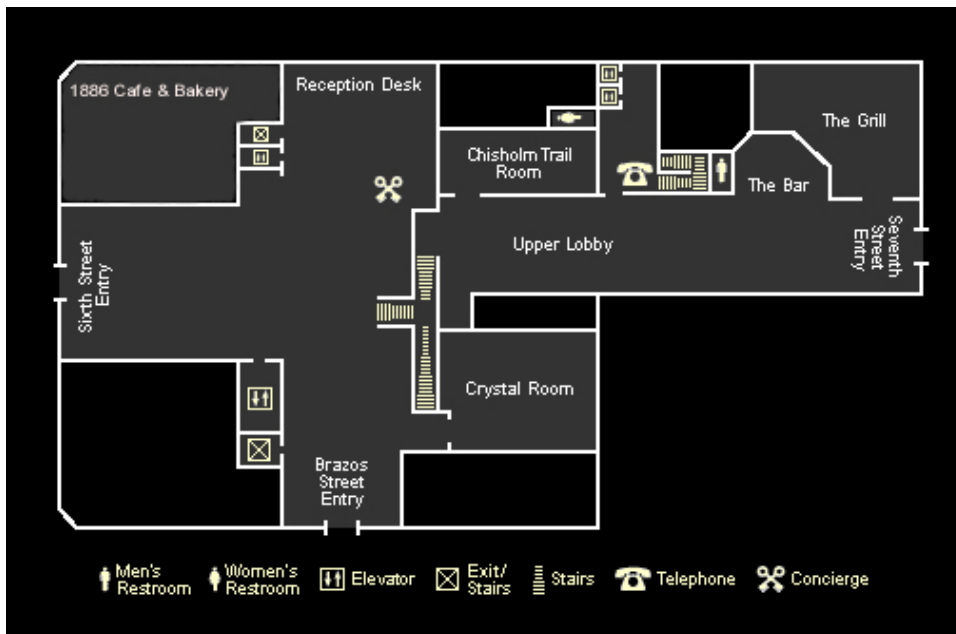 1886 Cafe & Bakery
Reception Desk
The Grill
Chisholm Trail
Room
The Bar
Upper Lobby
Seventh
Street
Entry
Sixth Street
Entry
Crystal Room
Brazos
Street
Entry
Men's
Restroom
Women's
Restroom
Elevator
Exit/
Stairs
Stairs
Telephone
Concierge